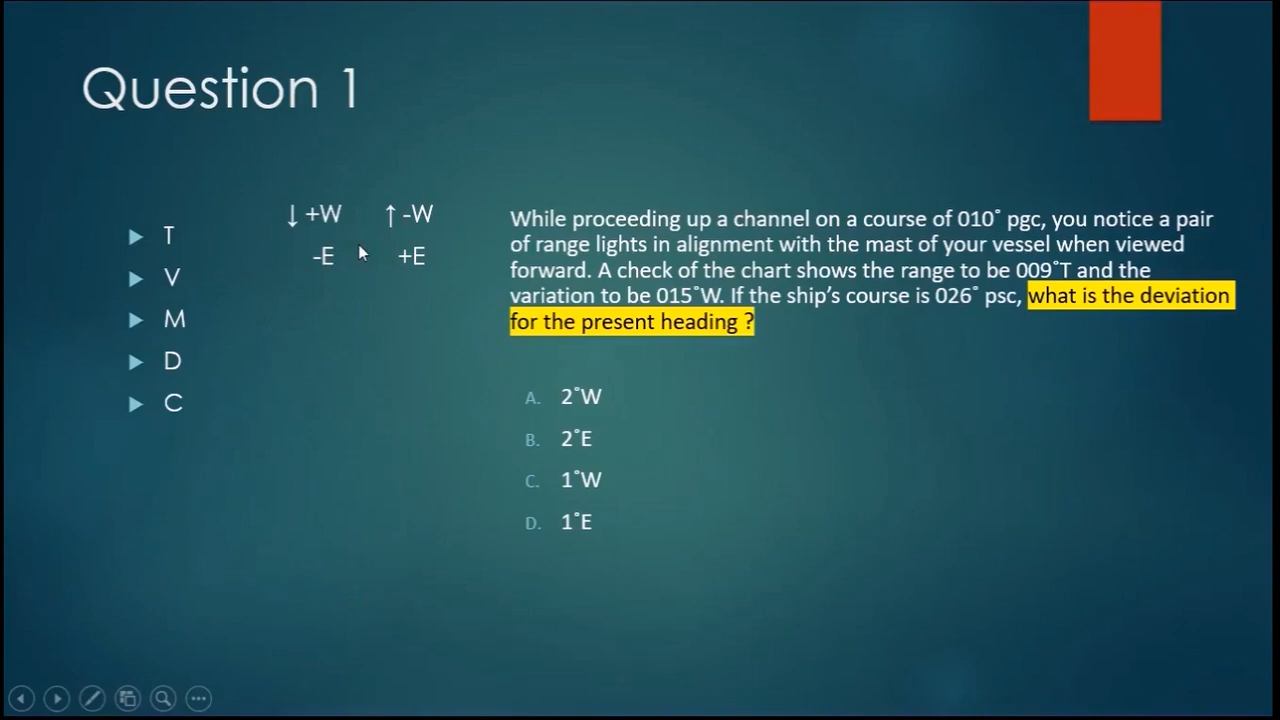 Question 1
T
V
M
D
C
↓ +W ↑ -W
-E +E
While proceeding up a channel on a course of 010˚ pgc, you notice a pair
of range lights in alignment with the mast of your vessel when viewed
forward. A check of the chart shows the range to be 009˚T and the
variation to be 015˚W. If the ship’s course is 026˚ psc, what is the deviation
for the present heading ?
A. 2˚W
B. 2˚E
C. 1˚W
D. 1˚E